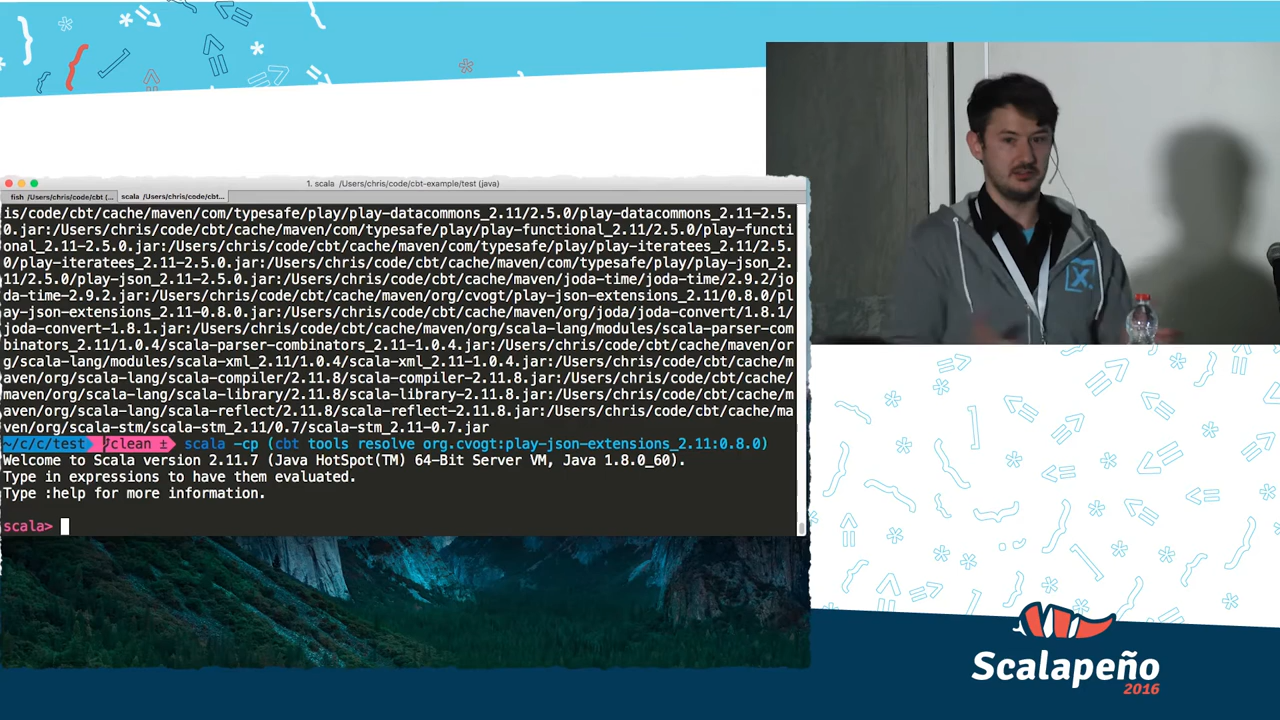 1. scala /Users/chris/code/cbt-example/test (java)
fish /Users/chris/code/cbt (... scala /Users/chris/code/cbt...
is/code/cbt/cache/maven/com/typesafe/play/play-datacommons_2.11/2.5.0/play-datacommons_2.11-2.5.
0.jar:/Users/chris/code/cbt/cache/maven/com/typesafe/play/play-functional_2.11/2.5.0/play-functi
onal_2.11-2.5.0.jar:/Users/chris/code/cbt/cache/maven/com/typesafe/play/play-iteratees_2.11/2.5.
0/play-iteratees_2.11-2.5.0.jar:/Users/chris/code/cbt/cache/maven/com/typesafe/play/play-json_2.
11/2.5.0/play-json_2.11-2.5.0.jar:/Users/chris/code/cbt/cache/maven/joda-time/joda-time/2.9.2/jo
da-time-2.9.2.jar:/Users/chris/code/cbt/cache/maven/org/cvogt/play-json-extensions_2.11/0.8.0/pl
ay-json-extensions_2.11-0.8.0.jar:/Users/chris/code/cbt/cache/maven/org/joda/joda-convert/1.8.1/
joda-convert-1.8.1.jar:/Users/chris/code/cbt/cache/maven/org/scala-lang/modules/scala-parser-com
binators_2.11/1.0.4/scala-parser-combinators_2.11-1.0.4.jar:/Users/chris/code/cbt/cache/maven/or
g/scala-lang/modules/scala-xml_2.11/1.0.4/scala-xml_2.11-1.0.4.jar:/Users/chris/code/cbt/cache/m
aven/org/scala-lang/scala-compiler/2.11.8/scala-compiler-2.11.8.jar:/Users/chris/code/cbt/cache/
maven/org/scala-lang/scala-library/2.11.8/scala-library-2.11.8.jar:/Users/chris/code/cbt/cache/m
aven/org/scala-lang/scala-reflect/2.11.8/scala-reflect-2.11.8.jar:/Users/chris/code/cbt/cache/ma
ven/org/scala-stm/scala-stm_2.11/0.7/scala-stm_2.11-0.7.jar
~/c/c/test clean ± scala -cp (cbt tools resolve org.cvogt:play-json-extensions_2.11:0.8.0)
Welcome to Scala version 2.11.7 (Java HotSpot(TM) 64-Bit Server VM, Java 1.8.0_60).
Type in expressions to have them evaluated.
Type :help for more information.
scala>
X.
Scalapeño
2016